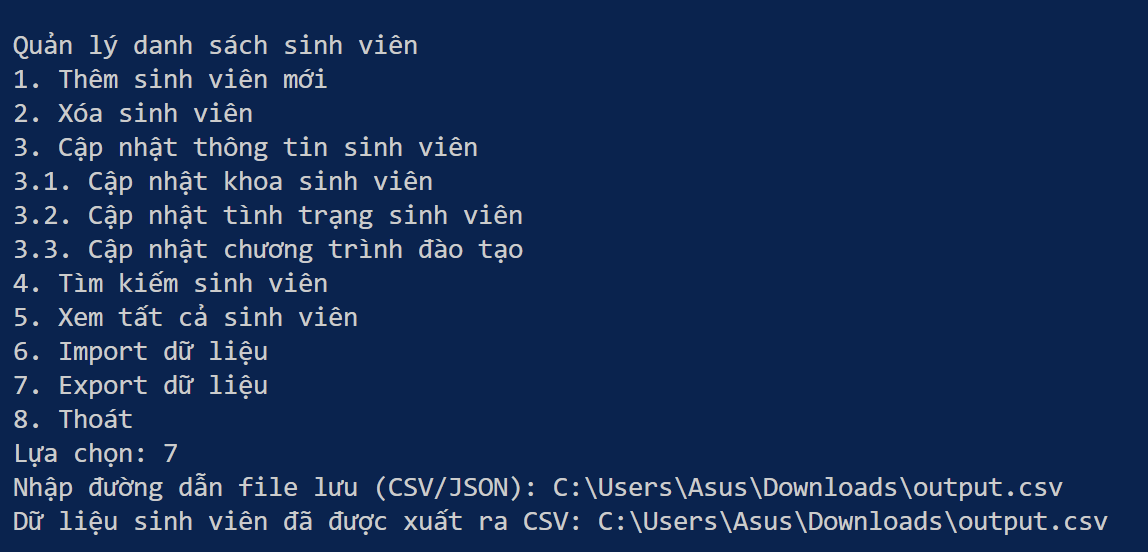 Quản lý danh sách sinh viên
1. Thêm sinh viên mới
2. Xóa sinh viên
3. Cập nhật thông tin sinh viên
3.1. Cập nhật khoa sinh viên
3.2. Cập nhật tình trạng sinh viên
3.3. Cập nhật chương trình đào tạo
4. Tìm kiếm sinh viên
5. Xem tất cả sinh viên
6. Import dữ liệu
7. Export dữ liệu
8. Thoát
Lựa chọn: 7
Nhập đường dẫn file lưu (CSV/JSON): C:\Users\Asus\Downloads\output.csv
Dữ liệu sinh viên đã được xuất ra CSV: C:\Users\Asus\Downloads\output.csv